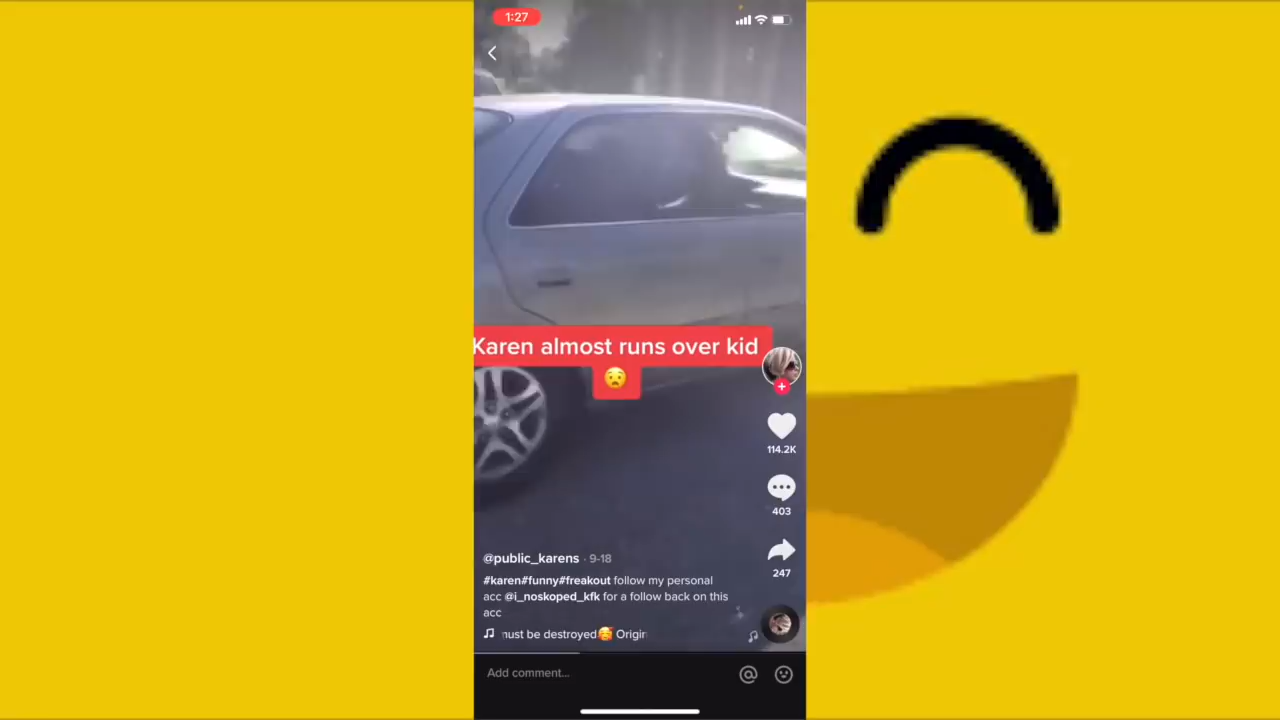 1:27
Karen almost runs over kid
114.2K
403
247
@public_karens · 9-18
#karen#funny#freakout follow my personal
acc @i_noskoped_kfk for a follow back on this
acc
must be destroyed🥰 Origin
Add comment...